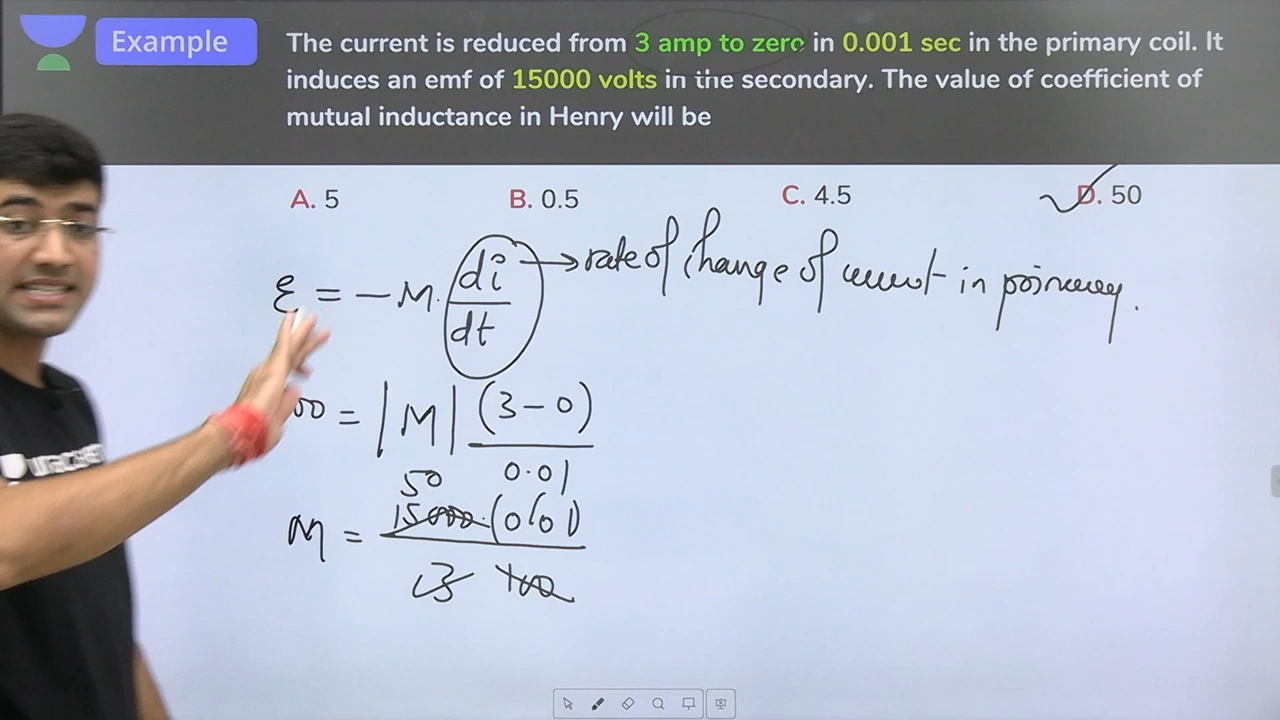 Example
The current is reduced from 3 amp to zero in 0.001 sec in the primary coil. It
induces an emf of 15000 volts in the secondary. The value of coefficient of
mutual inductance in Henry will be
A. 5 B. 0.5 C. 4.5 D. 50
ε = -M. di/dt → rate of change of current in primary.
00 = |M| (3-0)/0.01
50
M = 15000 (0.01)
3 100